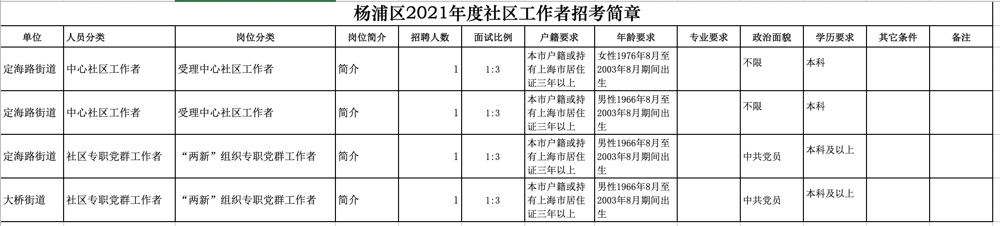 杨浦区2021年度社区工作者招考简章
单位 人员分类 岗位分类 岗位简介 招聘人数 面试比例 户籍要求 年龄要求 专业要求 政治面貌 学历要求 其它条件 备注
定海路街道 中心社区工作者 受理中心社区工作者 简介 1 1:3 本市户籍或持有上海市居住证三年以上 女性1976年8月至2003年8月期间出生 不限 本科
定海路街道 中心社区工作者 受理中心社区工作者 简介 1 1:3 本市户籍或持有上海市居住证三年以上 男性1966年8月至2003年8月期间出生 不限 本科
定海路街道 社区专职党群工作者 “两新”组织专职党群工作者 简介 1 1:3 本市户籍或持有上海市居住证三年以上 男性1966年8月至2003年8月期间出生 中共党员 本科及以上
大桥街道 社区专职党群工作者 “两新”组织专职党群工作者 简介 1 1:3 本市户籍或持有上海市居住证三年以上 男性1966年8月至2003年8月期间出生 中共党员 本科及以上